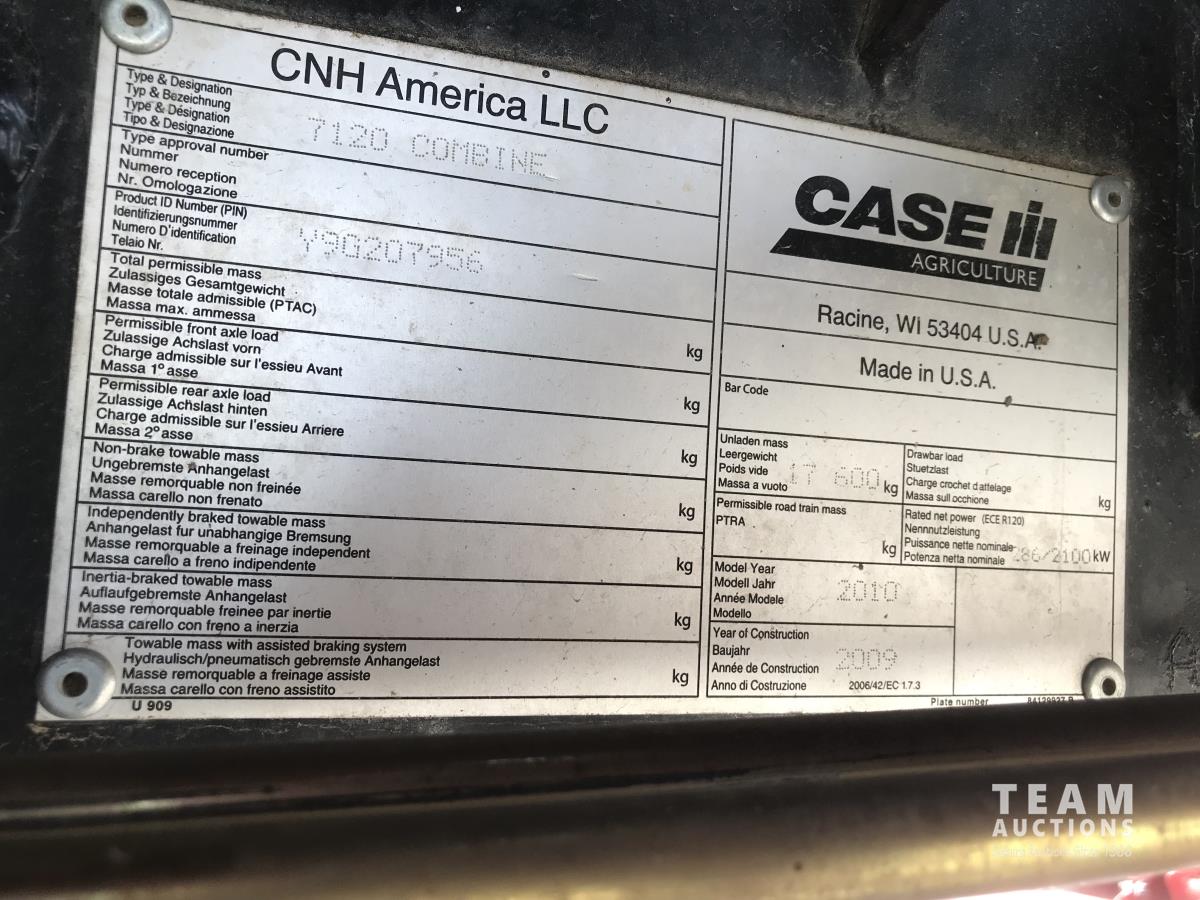 CNH America LLC
Type & Designation
Typ & Bezeichnung
Type & Désignation
Tipo & Designazione
7120 COMBINE
Type approval number
Nummer
Numero reception
Nr. Omologazione
Product ID Number (PIN)
Identifizierungsnummer
Numero D'identification
Telaio Nr.
Y9G207956
Total permissible mass
Zulassiges Gesamtgewicht
Masse totale admissible (PTAC)
Massa max. ammessa
kg
Permissible front axle load
Zulassige Achslast vorn
Charge admissible sur l'essieu Avant
Massa 1° asse
kg
Permissible rear axle load
Zulassige Achslast hinten
Charge admissible sur l'essieu Arriere
Massa 2° asse
kg
Non-brake towable mass
Ungebremste Anhangelast
Masse remorquable non freinée
Massa carello non frenato
kg
Independently braked towable mass
Anhangelast fur unabhangige Bremsung
Masse remorquable a freinage independent
Massa carello a freno indipendente
kg
Inertia-braked towable mass
Auflaufgebremste Anhangelast
Masse remorquable freinee par inertie
Massa carello con freno a inerzia
kg
Towable mass with assisted braking system
Hydraulisch/pneumatisch gebremste Anhangelast
Masse remorquable a freinage assiste
Massa carello con freno assistito
kg
U 909
CASE IH
AGRICULTURE
Racine, WI 53404 U.S.A.
Made in U.S.A.
Bar Code
Unladen mass
Leergewicht
Poids vide
Massa a vuoto
17 600 kg
Drawbar load
Stuetzlast
Charge crochet d'attelage
Massa sull occhione
kg
Permissible road train mass
PTRA
kg
Rated net power (ECE R120)
Nennnutzleistung
Puissance nette nominale
Potenza netta nominale
286/2100 kW
Model Year
Modell Jahr
Année Modele
Modello
2010
Year of Construction
Baujahr
Année de Construction
Anno di Costruzione
2009
2006/42/EC 1.7.3
Plate number
TEAM
AUCTIONS